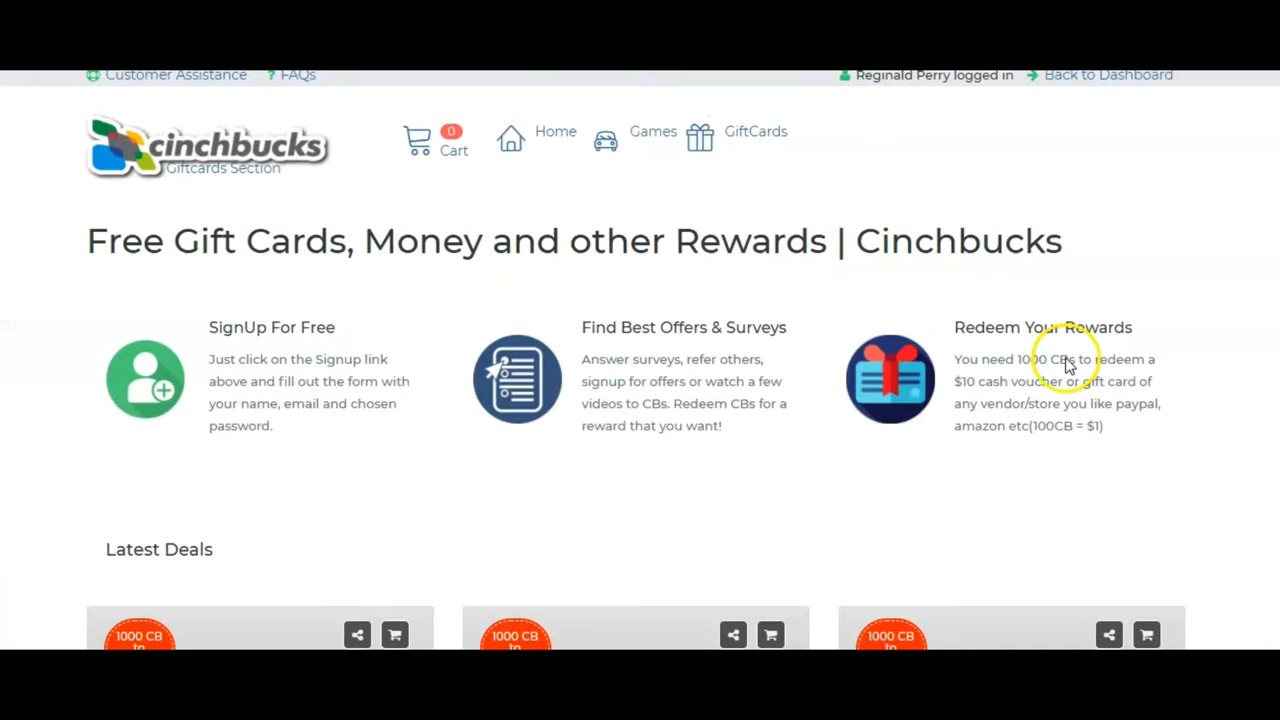 Customer Assistance ? FAQs Reginald Perry logged in Back to Dashboard
cinchbucks
Giftcards Section
0
Cart
Home
Games
GiftCards
Free Gift Cards, Money and other Rewards | Cinchbucks
SignUp For Free
Just click on the Signup link
above and fill out the form with
your name, email and chosen
password.
Find Best Offers & Surveys
Answer surveys, refer others,
signup for offers or watch a few
videos to CBs. Redeem CBs for a
reward that you want!
Redeem Your Rewards
You need 1000 CBs to redeem a
$10 cash voucher or gift card of
any vendor/store you like paypal,
amazon etc(100CB = $1)
Latest Deals
1000 CB
to
1000 CB
to
1000 CB
to